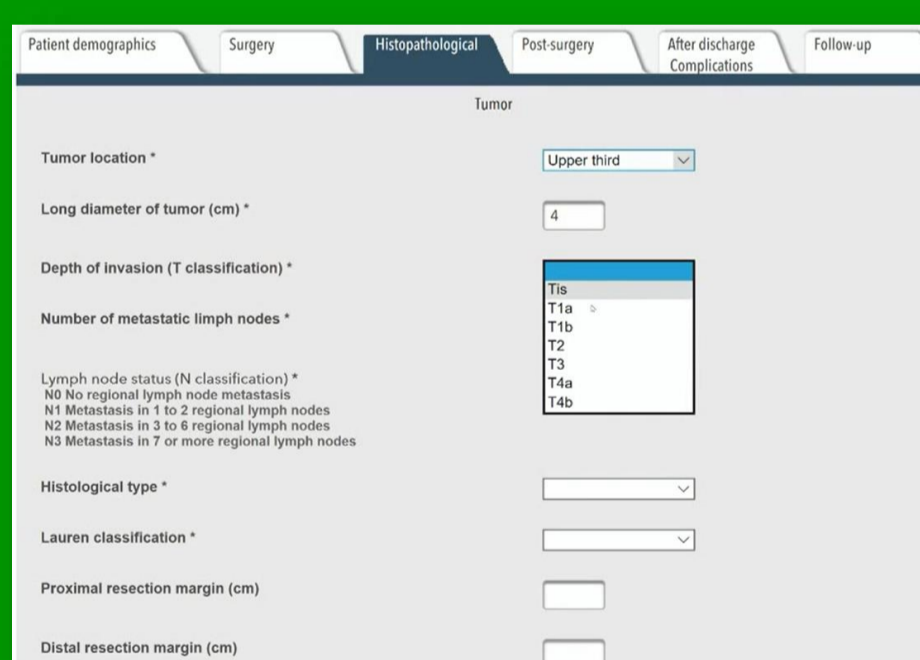 Patient demographics
Surgery
Histopathological
Post-surgery
After discharge
Complications
Follow-up
Tumor
Tumor location *
Upper third
Long diameter of tumor (cm) *
4
Depth of invasion (T classification) *
Tis
T1a
T1b
T2
T3
T4a
T4b
Number of metastatic limph nodes *
Lymph node status (N classification) *
N0 No regional lymph node metastasis
N1 Metastasis in 1 to 2 regional lymph nodes
N2 Metastasis in 3 to 6 regional lymph nodes
N3 Metastasis in 7 or more regional lymph nodes
Histological type *
Lauren classification *
Proximal resection margin (cm)
Distal resection margin (cm)